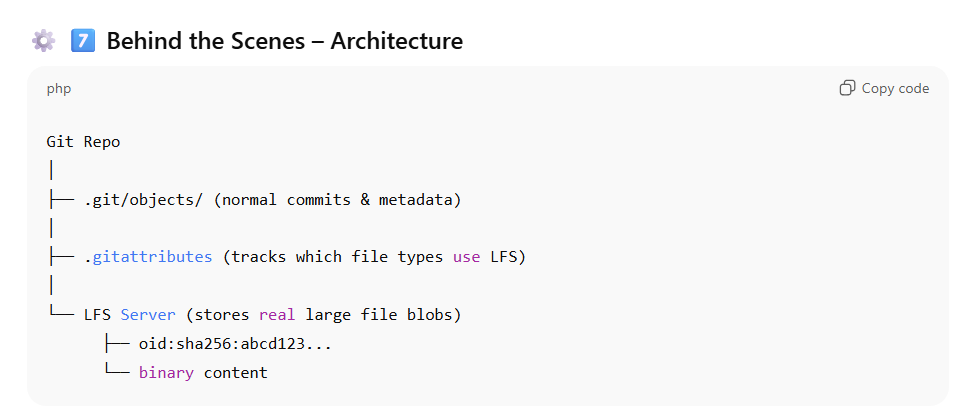 ⚙️ 7️⃣ Behind the Scenes – Architecture
php Copy code
Git Repo
│
├── .git/objects/ (normal commits & metadata)
│
├── .gitattributes (tracks which file types use LFS)
│
└── LFS Server (stores real large file blobs)
├── oid:sha256:abcd123...
└── binary content